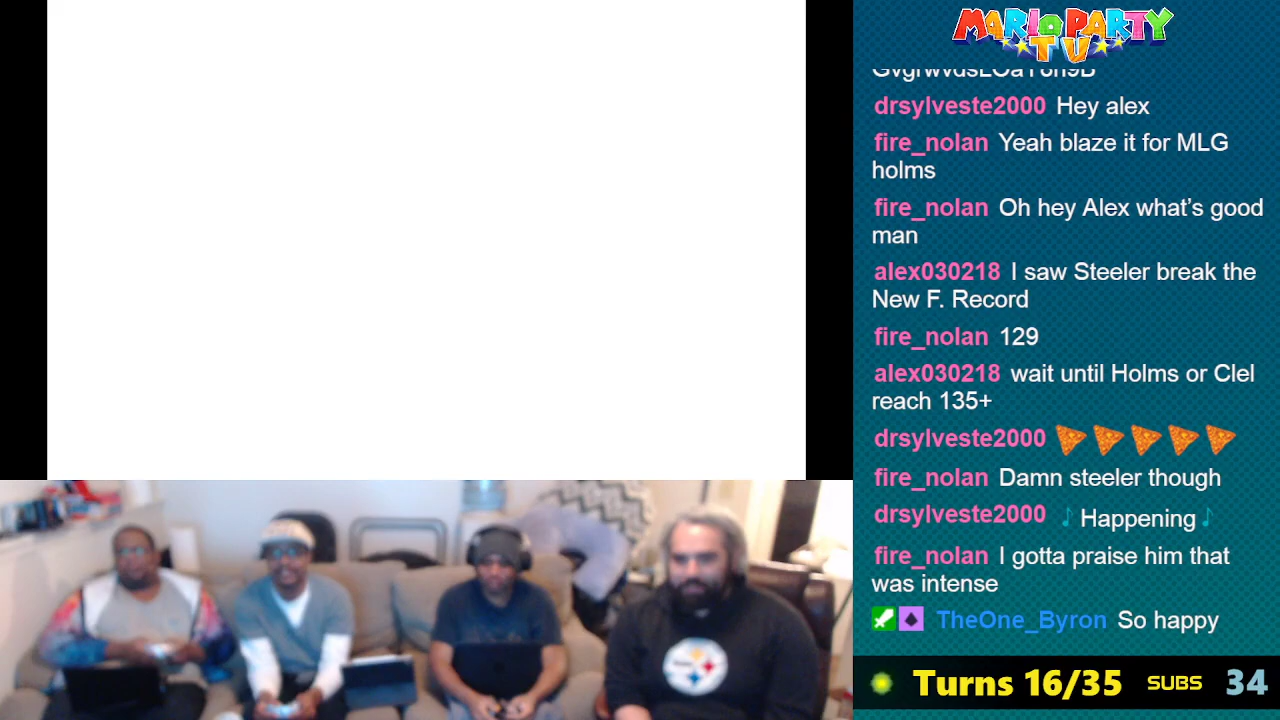 MARIO PARTY
TV
drsylveste2000 Hey alex
fire_nolan Yeah blaze it for MLG
holms
fire_nolan Oh hey Alex what’s good
man
alex030218 I saw Steeler break the
New F. Record
fire_nolan 129
alex030218 wait until Holms or Clel
reach 135+
drsylveste2000
fire_nolan Damn steeler though
drsylveste2000 ♪ Happening ♪
fire_nolan I gotta praise him that
was intense
TheOne_Byron So happy
Turns 16/35 SUBS 34